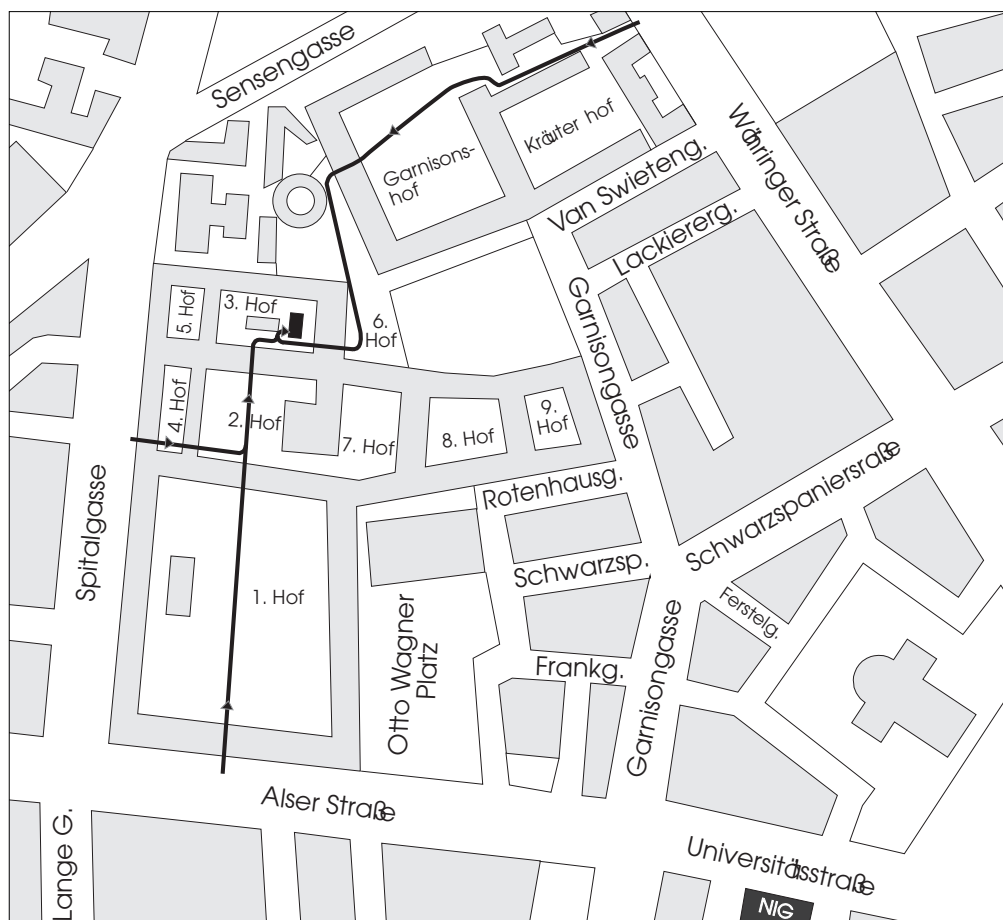 Sensengasse
Kräuter hof
Garnisons-
hof
Währinger Straße
Van Swieteng.
Lackiererg.
5. Hof
3. Hof
6.
Hof
Garnisongasse
4. Hof
2. Hof
7. Hof
8. Hof
9.
Hof
Rotenhausg.
Schwarzspaniersraße
Spitalgasse
Schwarzsp.
1. Hof
Otto Wagner
Platz
Ferstelg.
Frankg.
Garnisongasse
Alser Straße
Lange G.
Universitätsstraße
NIG